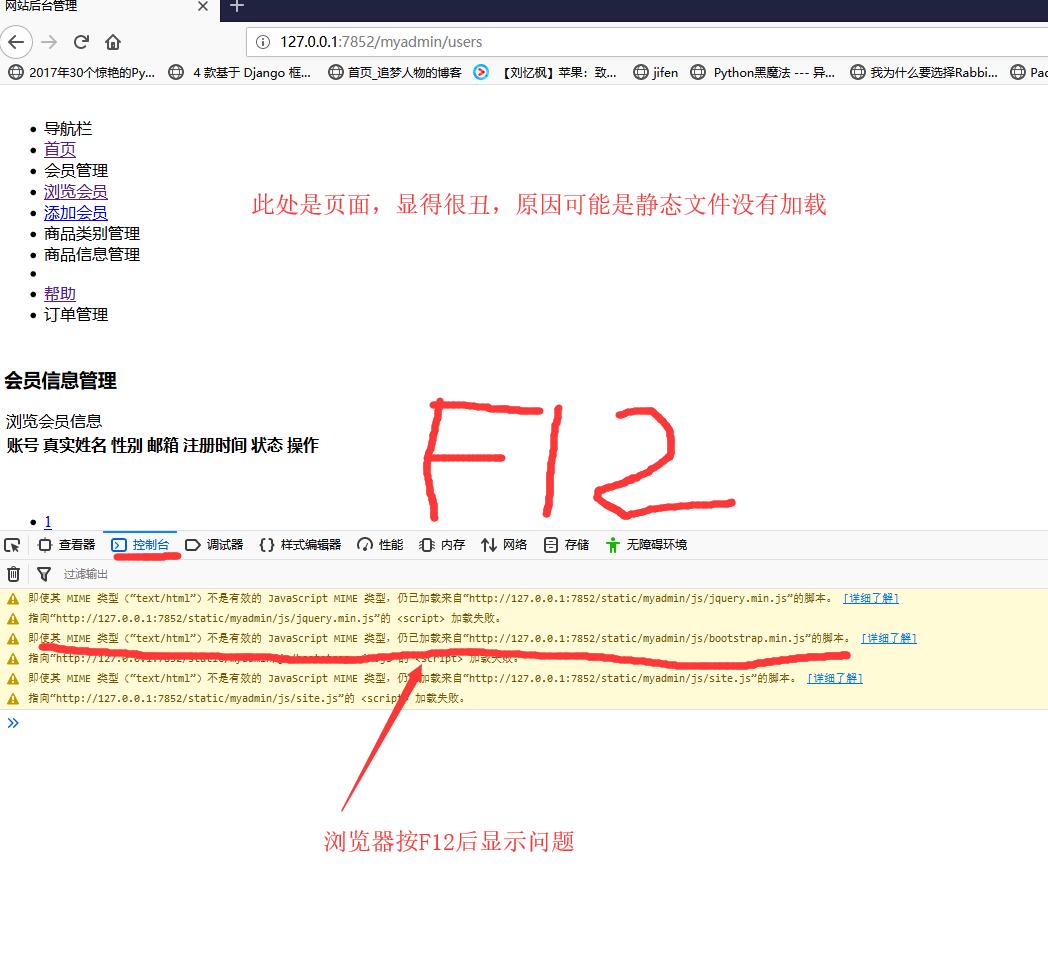 网站后台管理
127.0.0.1:7852/myadmin/users
2017年30个惊艳的Py... 4 款基于 Django 框... 首页_追梦人物的博客 【刘忆枫】苹果：致... jifen Python黑魔法 --- 异... 我为什么要选择Rabbi... Pac
导航栏
首页
会员管理
浏览会员
添加会员
商品类别管理
商品信息管理
帮助
订单管理
此处是页面，显得很丑，原因可能是静态文件没有加载
会员信息管理
浏览会员信息
账号 真实姓名 性别 邮箱 注册时间 状态 操作
F12
1
查看器 控制台 调试器 样式编辑器 性能 内存 网络 存储 无障碍环境
过滤输出
即使其 MIME 类型（“text/html”）不是有效的 JavaScript MIME 类型，仍已加载来自“http://127.0.0.1:7852/static/myadmin/js/jquery.min.js”的脚本。 [详细了解]
指向“http://127.0.0.1:7852/static/myadmin/js/jquery.min.js”的 <script> 加载失败。
即使其 MIME 类型（“text/html”）不是有效的 JavaScript MIME 类型，仍已加载来自“http://127.0.0.1:7852/static/myadmin/js/bootstrap.min.js”的脚本。 [详细了解]
指向“http://127.0.0.1:7852/static/myadmin/js/bootstrap.min.js”的 <script> 加载失败。
即使其 MIME 类型（“text/html”）不是有效的 JavaScript MIME 类型，仍已加载来自“http://127.0.0.1:7852/static/myadmin/js/site.js”的脚本。 [详细了解]
指向“http://127.0.0.1:7852/static/myadmin/js/site.js”的 <script> 加载失败。
浏览器按F12后显示问题